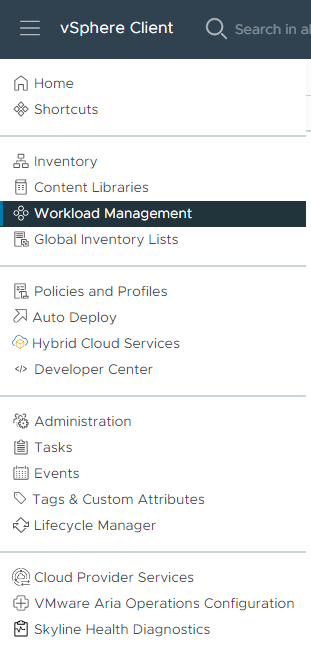 vSphere Client
Search in al
Home
Shortcuts
Inventory
Content Libraries
Workload Management
Global Inventory Lists
Policies and Profiles
Auto Deploy
Hybrid Cloud Services
Developer Center
Administration
Tasks
Events
Tags & Custom Attributes
Lifecycle Manager
Cloud Provider Services
VMware Aria Operations Configuration
Skyline Health Diagnostics